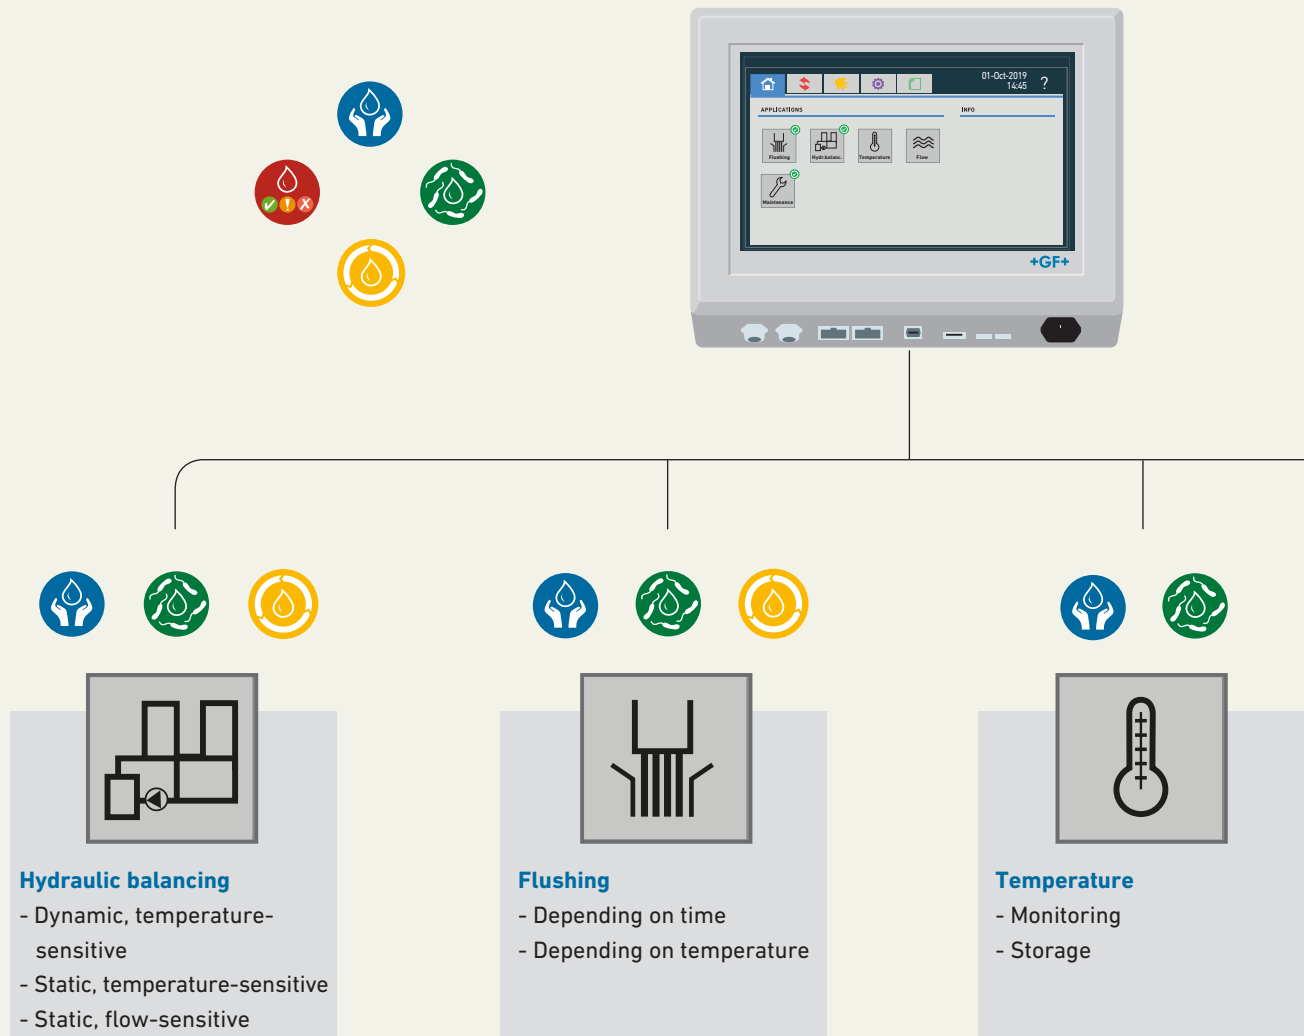 01-Oct-2019
14:45
?
APPLICATIONS
INFO
Flushing
Hydr.balanc.
Temperature
Flow
Maintenance
+GF+
Hydraulic balancing
- Dynamic, temperature-
sensitive
- Static, temperature-sensitive
- Static, flow-sensitive
Flushing
- Depending on time
- Depending on temperature
Temperature
- Monitoring
- Storage